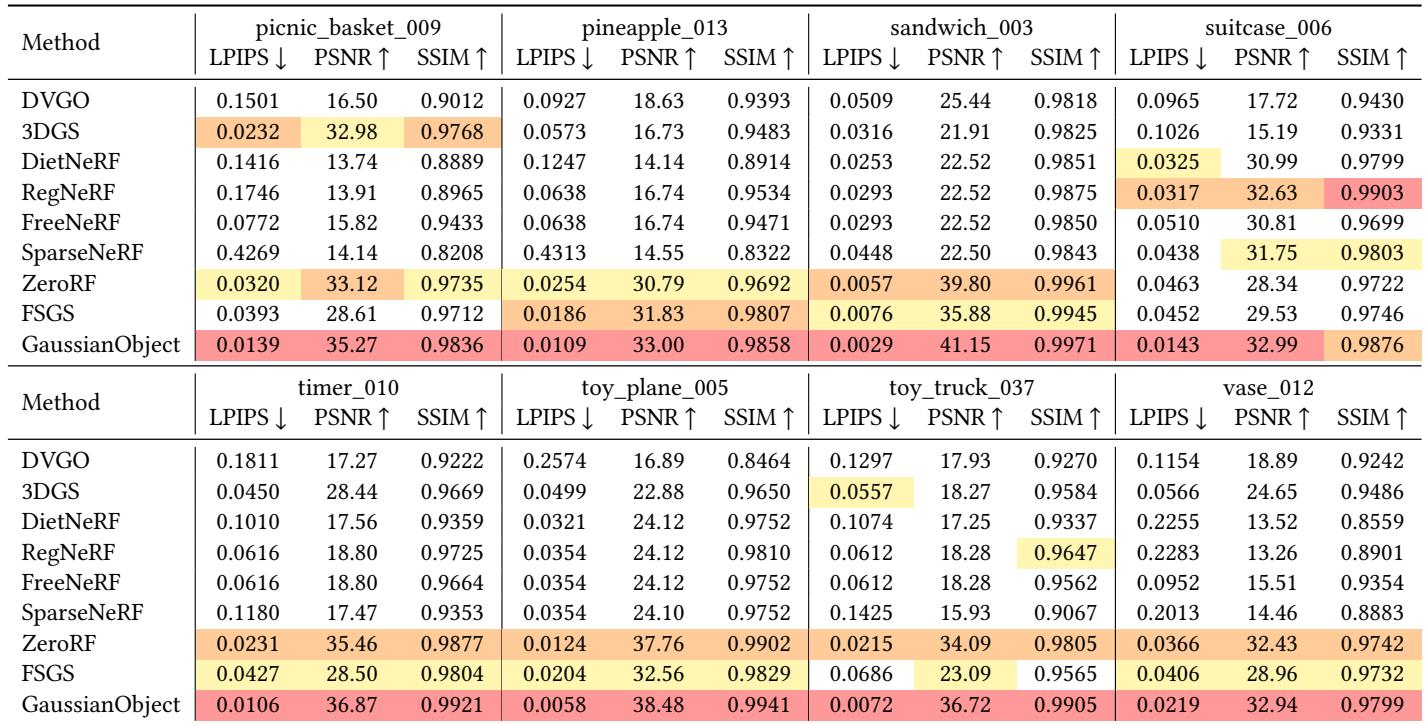 Method picnic_basket_009 pineapple_013 sandwich_003 suitcase_006
LPIPS ↓ PSNR ↑ SSIM ↑ LPIPS ↓ PSNR ↑ SSIM ↑ LPIPS ↓ PSNR ↑ SSIM ↑ LPIPS ↓ PSNR ↑ SSIM ↑
DVGO 0.1501 16.50 0.9012 0.0927 18.63 0.9393 0.0509 25.44 0.9818 0.0965 17.72 0.9430
3DGS 0.0232 32.98 0.9768 0.0573 16.73 0.9483 0.0316 21.91 0.9825 0.1026 15.19 0.9331
DietNeRF 0.1416 13.74 0.8889 0.1247 14.14 0.8914 0.0253 22.52 0.9851 0.0325 30.99 0.9799
RegNeRF 0.1746 13.91 0.8965 0.0638 16.74 0.9534 0.0293 22.52 0.9875 0.0317 32.63 0.9903
FreeNeRF 0.0772 15.82 0.9433 0.0638 16.74 0.9471 0.0293 22.52 0.9850 0.0510 30.81 0.9699
SparseNeRF 0.4269 14.14 0.8208 0.4313 14.55 0.8322 0.0448 22.50 0.9843 0.0438 31.75 0.9803
ZeroRF 0.0320 33.12 0.9735 0.0254 30.79 0.9692 0.0057 39.80 0.9961 0.0463 28.34 0.9722
FSGS 0.0393 28.61 0.9712 0.0186 31.83 0.9807 0.0076 35.88 0.9945 0.0452 29.53 0.9746
GaussianObject 0.0139 35.27 0.9836 0.0109 33.00 0.9858 0.0029 41.15 0.9971 0.0143 32.99 0.9876
Method timer_010 toy_plane_005 toy_truck_037 vase_012
LPIPS ↓ PSNR ↑ SSIM ↑ LPIPS ↓ PSNR ↑ SSIM ↑ LPIPS ↓ PSNR ↑ SSIM ↑ LPIPS ↓ PSNR ↑ SSIM ↑
DVGO 0.1811 17.27 0.9222 0.2574 16.89 0.8464 0.1297 17.93 0.9270 0.1154 18.89 0.9242
3DGS 0.0450 28.44 0.9669 0.0499 22.88 0.9650 0.0557 18.27 0.9584 0.0566 24.65 0.9486
DietNeRF 0.1010 17.56 0.9359 0.0321 24.12 0.9752 0.1074 17.25 0.9337 0.2255 13.52 0.8559
RegNeRF 0.0616 18.80 0.9725 0.0354 24.12 0.9810 0.0612 18.28 0.9647 0.2283 13.26 0.8901
FreeNeRF 0.0616 18.80 0.9664 0.0354 24.12 0.9752 0.0612 18.28 0.9562 0.0952 15.51 0.9354
SparseNeRF 0.1180 17.47 0.9353 0.0354 24.10 0.9752 0.1425 15.93 0.9067 0.2013 14.46 0.8883
ZeroRF 0.0231 35.46 0.9877 0.0124 37.76 0.9902 0.0215 34.09 0.9805 0.0366 32.43 0.9742
FSGS 0.0427 28.50 0.9804 0.0204 32.56 0.9829 0.0686 23.09 0.9565 0.0406 28.96 0.9732
GaussianObject 0.0106 36.87 0.9921 0.0058 38.48 0.9941 0.0072 36.72 0.9905 0.0219 32.94 0.9799